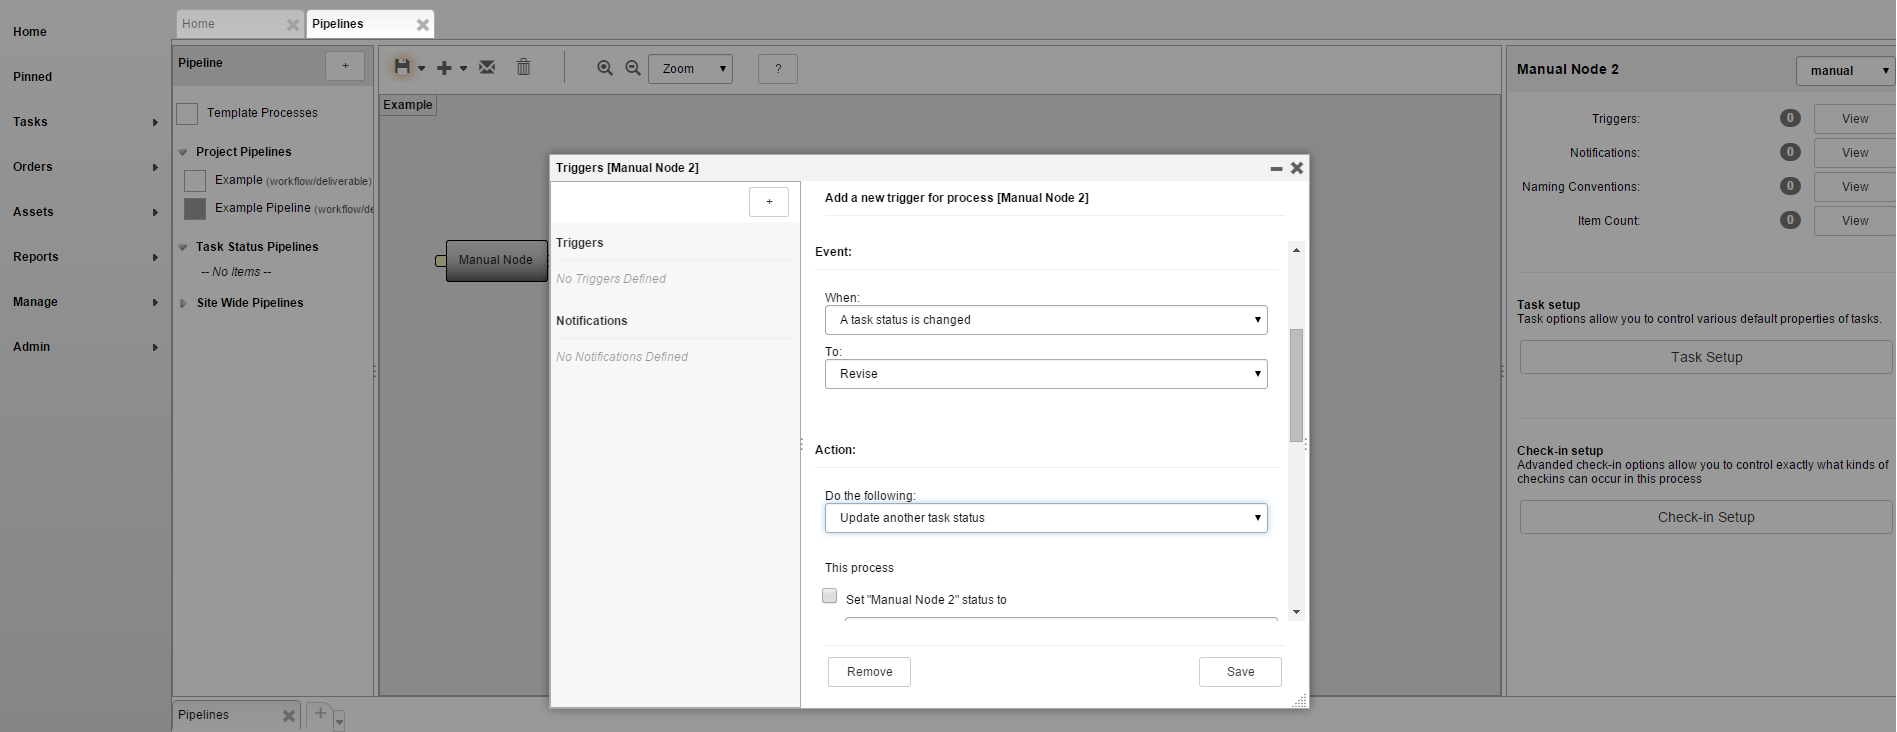 Home
Pinned
Tasks
Orders
Assets
Reports
Manage
Admin
Home
Pipelines
Pipeline
+
Template Processes
Project Pipelines
Example (workflow/deliverable)
Example Pipeline (workflow/de
Task Status Pipelines
-- No Items --
Site Wide Pipelines
Zoom
?
Example
Manual Node
Triggers [Manual Node 2]
+
Triggers
No Triggers Defined
Notifications
No Notifications Defined
Add a new trigger for process [Manual Node 2]
Event:
When:
A task status is changed
To:
Revise
Action:
Do the following:
Update another task status
This process
Set "Manual Node 2" status to
Remove
Save
Manual Node 2
manual
Triggers: 0 View
Notifications: 0 View
Naming Conventions: 0 View
Item Count: 0 View
Task setup
Task options allow you to control various default properties of tasks.
Task Setup
Check-in setup
Advanded check-in options allow you to control exactly what kinds of
checkins can occur in this process
Check-in Setup
Pipelines
+